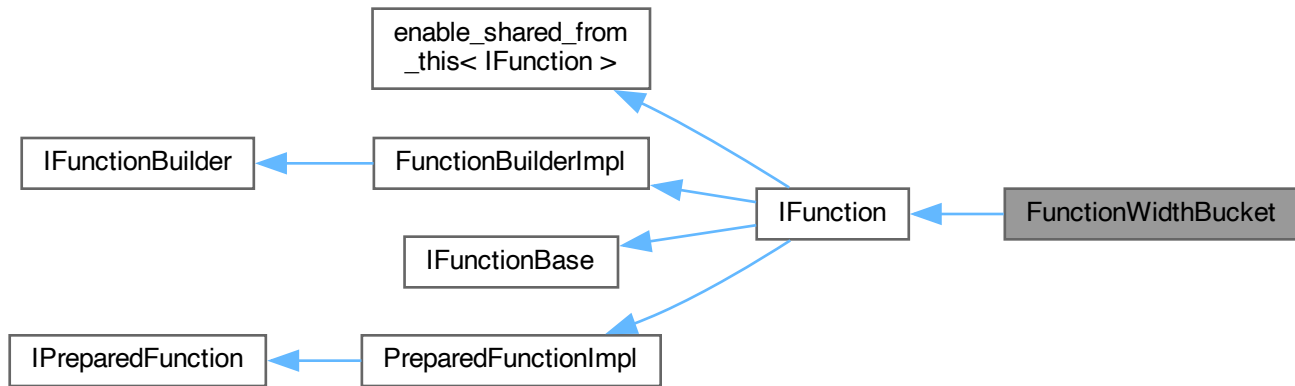 enable_shared_from
_this< IFunction >
IFunctionBuilder
FunctionBuilderImpl
IFunction
FunctionWidthBucket
IFunctionBase
IPreparedFunction
PreparedFunctionImpl